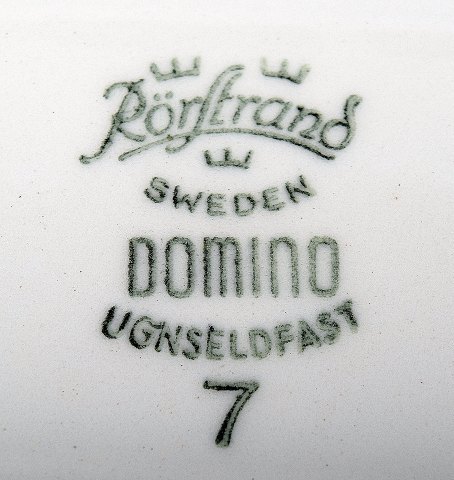 Rörstrand
SWEDEN
DOMINO
UGNSELDFAST
7